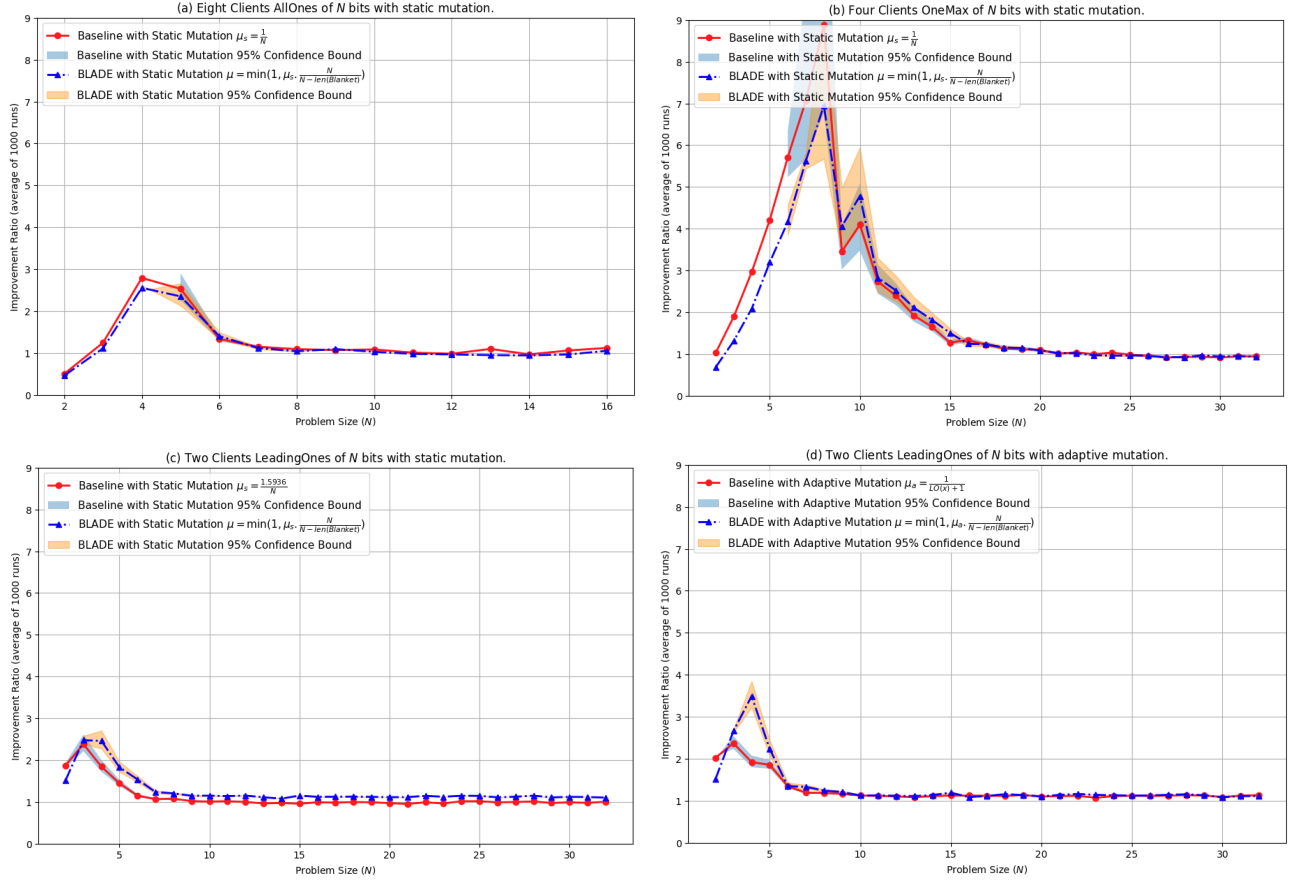 (a) Eight Clients AllOnes of N bits with static mutation.
Improvement Ratio (average of 1000 runs)
9
8
7
6
5
4
3
2
1
0
Baseline with Static Mutation μ_s = 1/N
Baseline with Static Mutation 95% Confidence Bound
BLADE with Static Mutation μ = min(1, μ_s. N/(N−len(Blanket)))
BLADE with Static Mutation 95% Confidence Bound
2 4 6 8 10 12 14 16
Problem Size (N)
(b) Four Clients OneMax of N bits with static mutation.
Improvement Ratio (average of 1000 runs)
9
8
7
6
5
4
3
2
1
0
Baseline with Static Mutation μ_s = 1/N
Baseline with Static Mutation 95% Confidence Bound
BLADE with Static Mutation μ = min(1, μ_s. N/(N−len(Blanket)))
BLADE with Static Mutation 95% Confidence Bound
5 10 15 20 25 30
Problem Size (N)
(c) Two Clients LeadingOnes of N bits with static mutation.
Improvement Ratio (average of 1000 runs)
9
8
7
6
5
4
3
2
1
0
Baseline with Static Mutation μ_s = 1.5936/N
Baseline with Static Mutation 95% Confidence Bound
BLADE with Static Mutation μ = min(1, μ_s. N/(N−len(Blanket)))
BLADE with Static Mutation 95% Confidence Bound
5 10 15 20 25 30
Problem Size (N)
(d) Two Clients LeadingOnes of N bits with adaptive mutation.
Improvement Ratio (average of 1000 runs)
9
8
7
6
5
4
3
2
1
0
Baseline with Adaptive Mutation μ_a = 1/(LO(x)+1)
Baseline with Adaptive Mutation 95% Confidence Bound
BLADE with Adaptive Mutation μ = min(1, μ_a. N/(N−len(Blanket)))
BLADE with Adaptive Mutation 95% Confidence Bound
5 10 15 20 25 30
Problem Size (N)